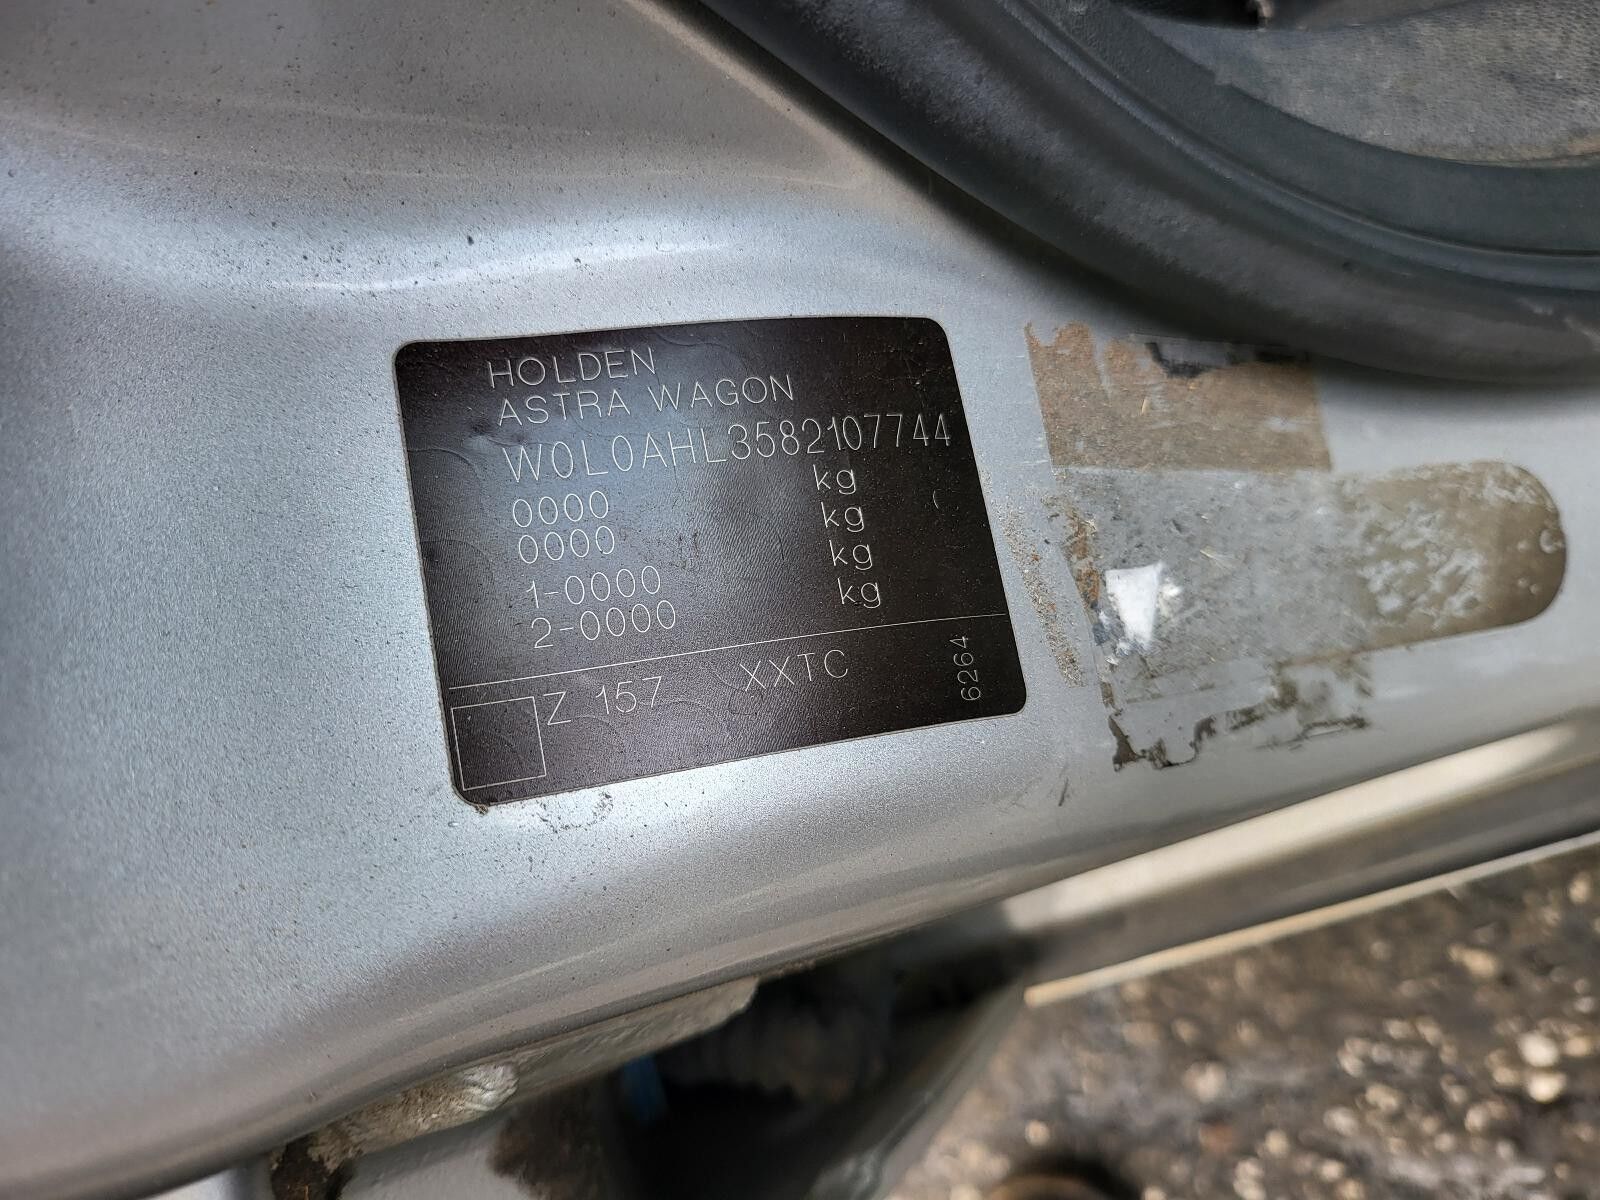 HOLDEN
ASTRA WAGON
W0L0AHL3582107744
0000 kg
0000 kg
1-0000 kg
2-0000 kg
Z 157 XXTC
6264